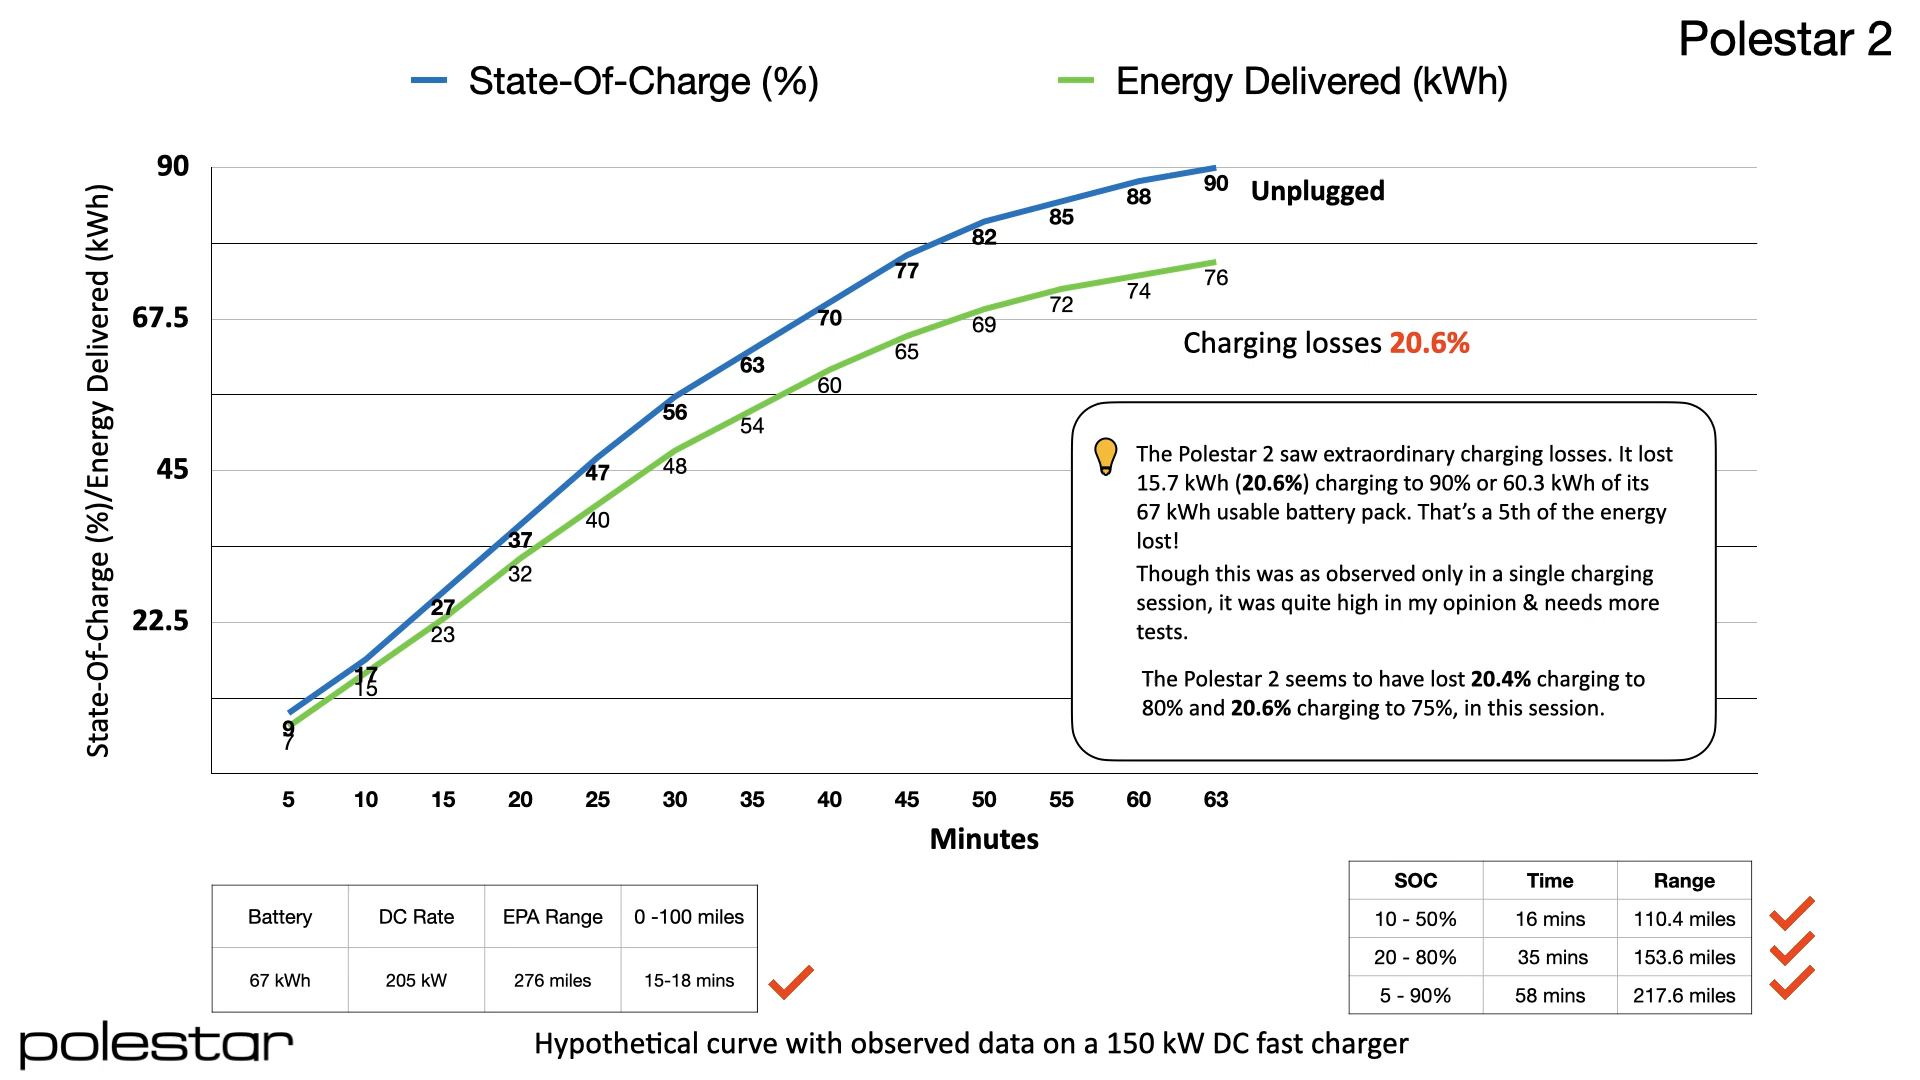 Polestar 2
State-Of-Charge (%)
Energy Delivered (kWh)
State-Of-Charge (%)/Energy Delivered (kWh)
90
67.5
45
22.5
9
17
27
37
47
56
63
70
77
82
85
88
90
Unplugged
7
15
23
32
40
48
54
60
65
69
72
74
76
Charging losses 20.6%
The Polestar 2 saw extraordinary charging losses. It lost
15.7 kWh (20.6%) charging to 90% or 60.3 kWh of its
67 kWh usable battery pack. That's a 5th of the energy
lost!
Though this was as observed only in a single charging
session, it was quite high in my opinion & needs more
tests.
The Polestar 2 seems to have lost 20.4% charging to
80% and 20.6% charging to 75%, in this session.
5 10 15 20 25 30 35 40 45 50 55 60 63
Minutes
Battery DC Rate EPA Range 0 -100 miles
67 kWh 205 kW 276 miles 15-18 mins
SOC Time Range
10 - 50% 16 mins 110.4 miles
20 - 80% 35 mins 153.6 miles
5 - 90% 58 mins 217.6 miles
polestar
Hypothetical curve with observed data on a 150 kW DC fast charger